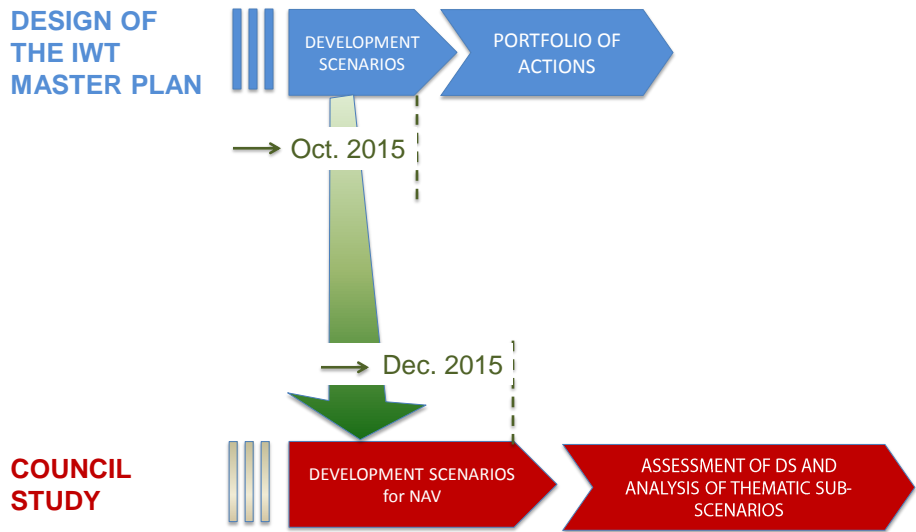 DESIGN OF
THE IWT
MASTER PLAN
DEVELOPMENT
SCENARIOS
PORTFOLIO OF
ACTIONS
Oct. 2015
Dec. 2015
COUNCIL
STUDY
DEVELOPMENT SCENARIOS
for NAV
ASSESSMENT OF DS AND
ANALYSIS OF THEMATIC SUB-
SCENARIOS